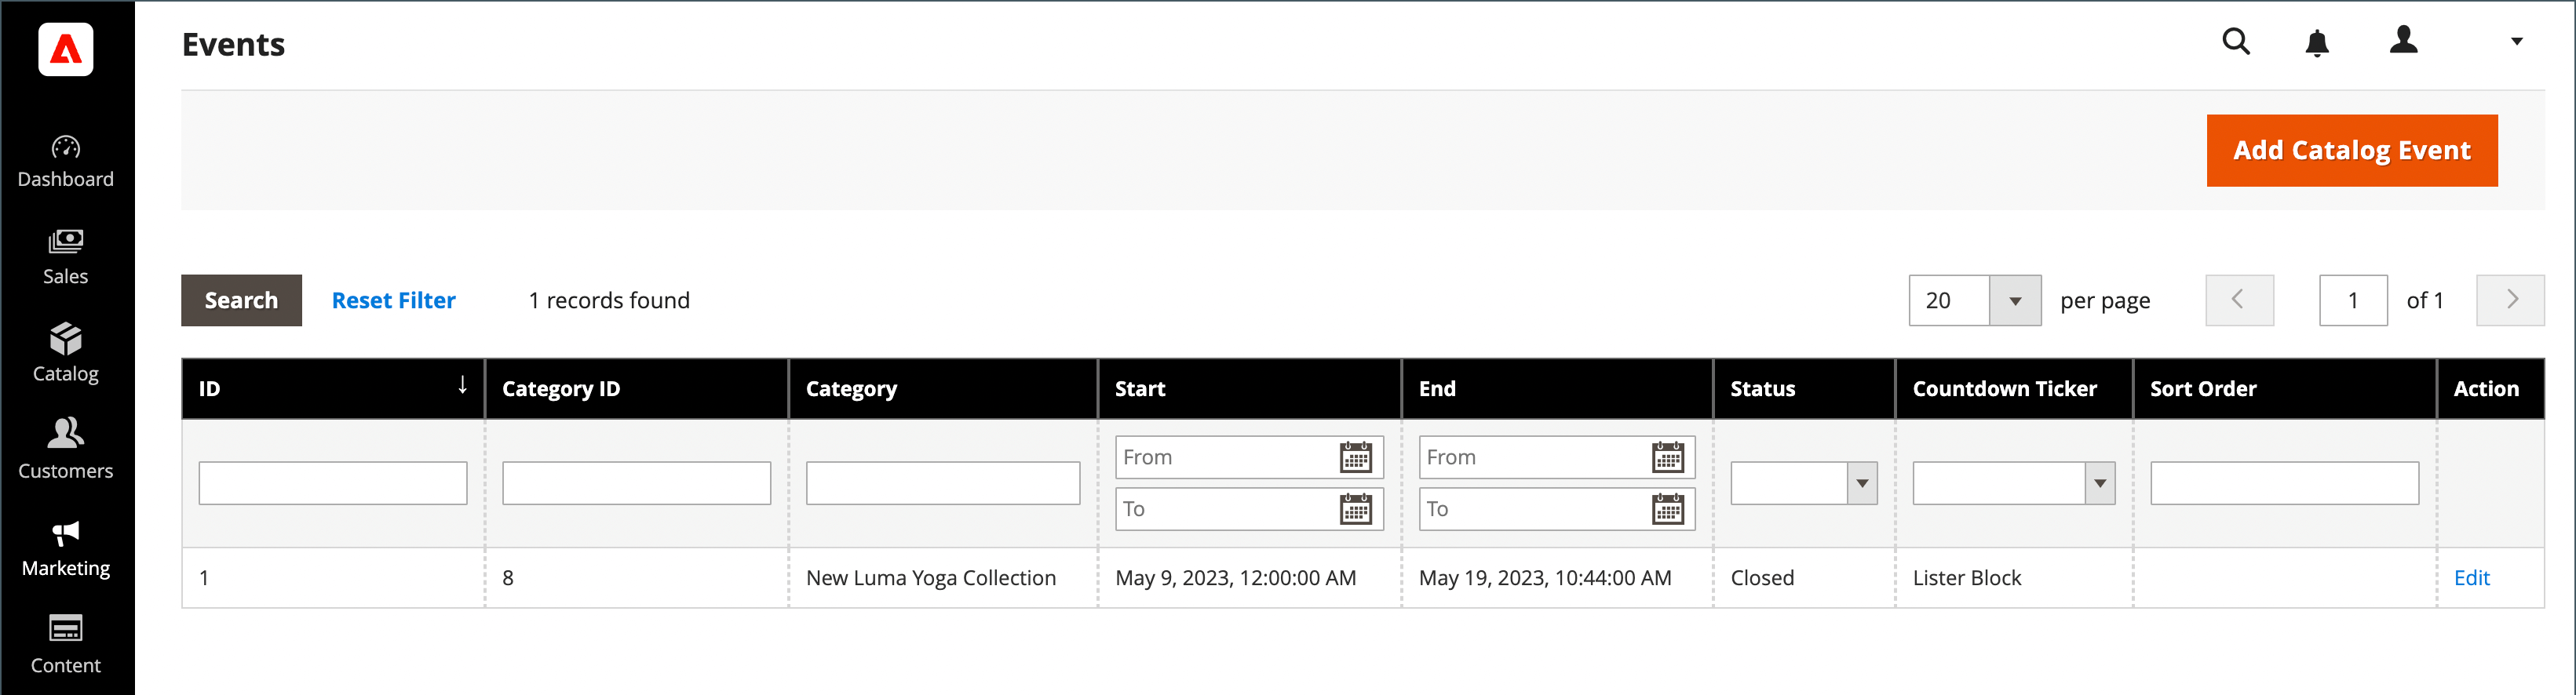 Events
Dashboard
Sales
Catalog
Customers
Marketing
Content
Add Catalog Event
Search Reset Filter 1 records found 20 per page 1 of 1
ID Category ID Category Start End Status Countdown Ticker Sort Order Action
From From
To To
1 8 New Luma Yoga Collection May 9, 2023, 12:00:00 AM May 19, 2023, 10:44:00 AM Closed Lister Block Edit